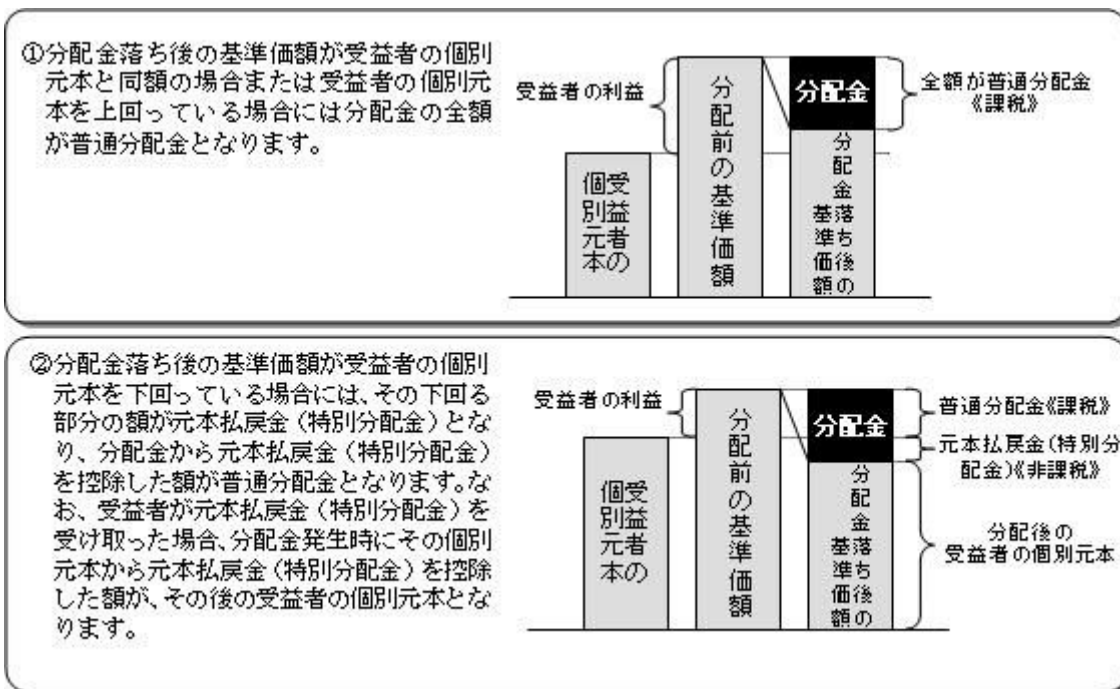 ①分配金落ち後の基準価額が受益者の個別
元本と同額の場合または受益者の個別元
本を上回っている場合には分配金の全額
が普通分配金となります。
受益者の利益
受益者の
個別元本
分配前の基準価額
分配金
分配金落ち後の
基準価額
全額が普通分配金
《課税》
②分配金落ち後の基準価額が受益者の個別
元本を下回っている場合には、その下回る
部分の額が元本払戻金(特別分配金)とな
り、分配金から元本払戻金(特別分配金)
を控除した額が普通分配金となります。な
お、受益者が元本払戻金(特別分配金)を
受け取った場合、分配金発生時にその個別
元本から元本払戻金(特別分配金)を控除
した額が、その後の受益者の個別元本とな
ります。
受益者の利益
受益者の
個別元本
分配前の基準価額
分配金
分配金落ち後の
基準価額
普通分配金《課税》
元本払戻金(特別分
配金)《非課税》
分配後の
受益者の個別元本